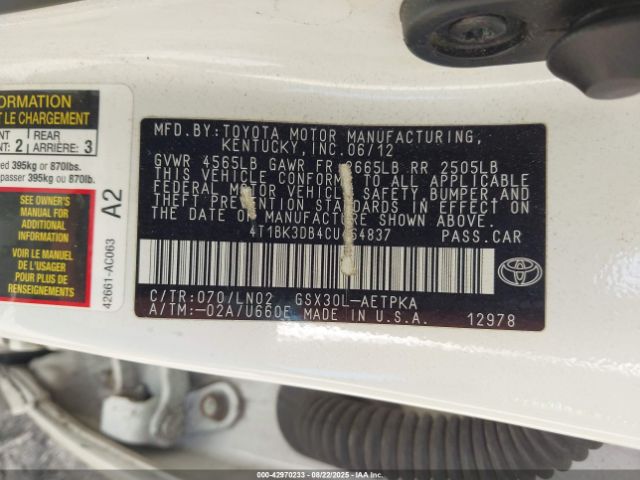 ORMATION
T LE CHARGEMENT
NT 2 REAR ARRIÈRE: 3
ed 395kg or 870lbs.
passer 395kg or 870lbs.
SEE OWNER'S
MANUAL FOR
ADDITIONAL
INFORMATION
VOIR LE MANUEL
DE L'USAGER
POUR PLUS DE
RENSEIGNEMENTS
A2
42661-AC063
MFD.BY:TOYOTA MOTOR MANUFACTURING,
KENTUCKY,INC.06/12
GVWR 4565LB GAWR FR 2665LB RR 2505LB
THIS VEHICLE CONFORMS TO ALL APPLICABLE
FEDERAL MOTOR VEHICLE SAFETY,BUMPER,AND
THEFT PREVENTION STANDARDS IN EFFECT ON
THE DATE OF MANUFACTURE SHOWN ABOVE.
PASS.CAR
C/TR:070/LN02 GSX30L-AETPKA
A/TM:-02A/U660E MADE IN U.S.A. 12978
TOYOTA
000-42970233 - 08/22/2025 - IAA Inc.